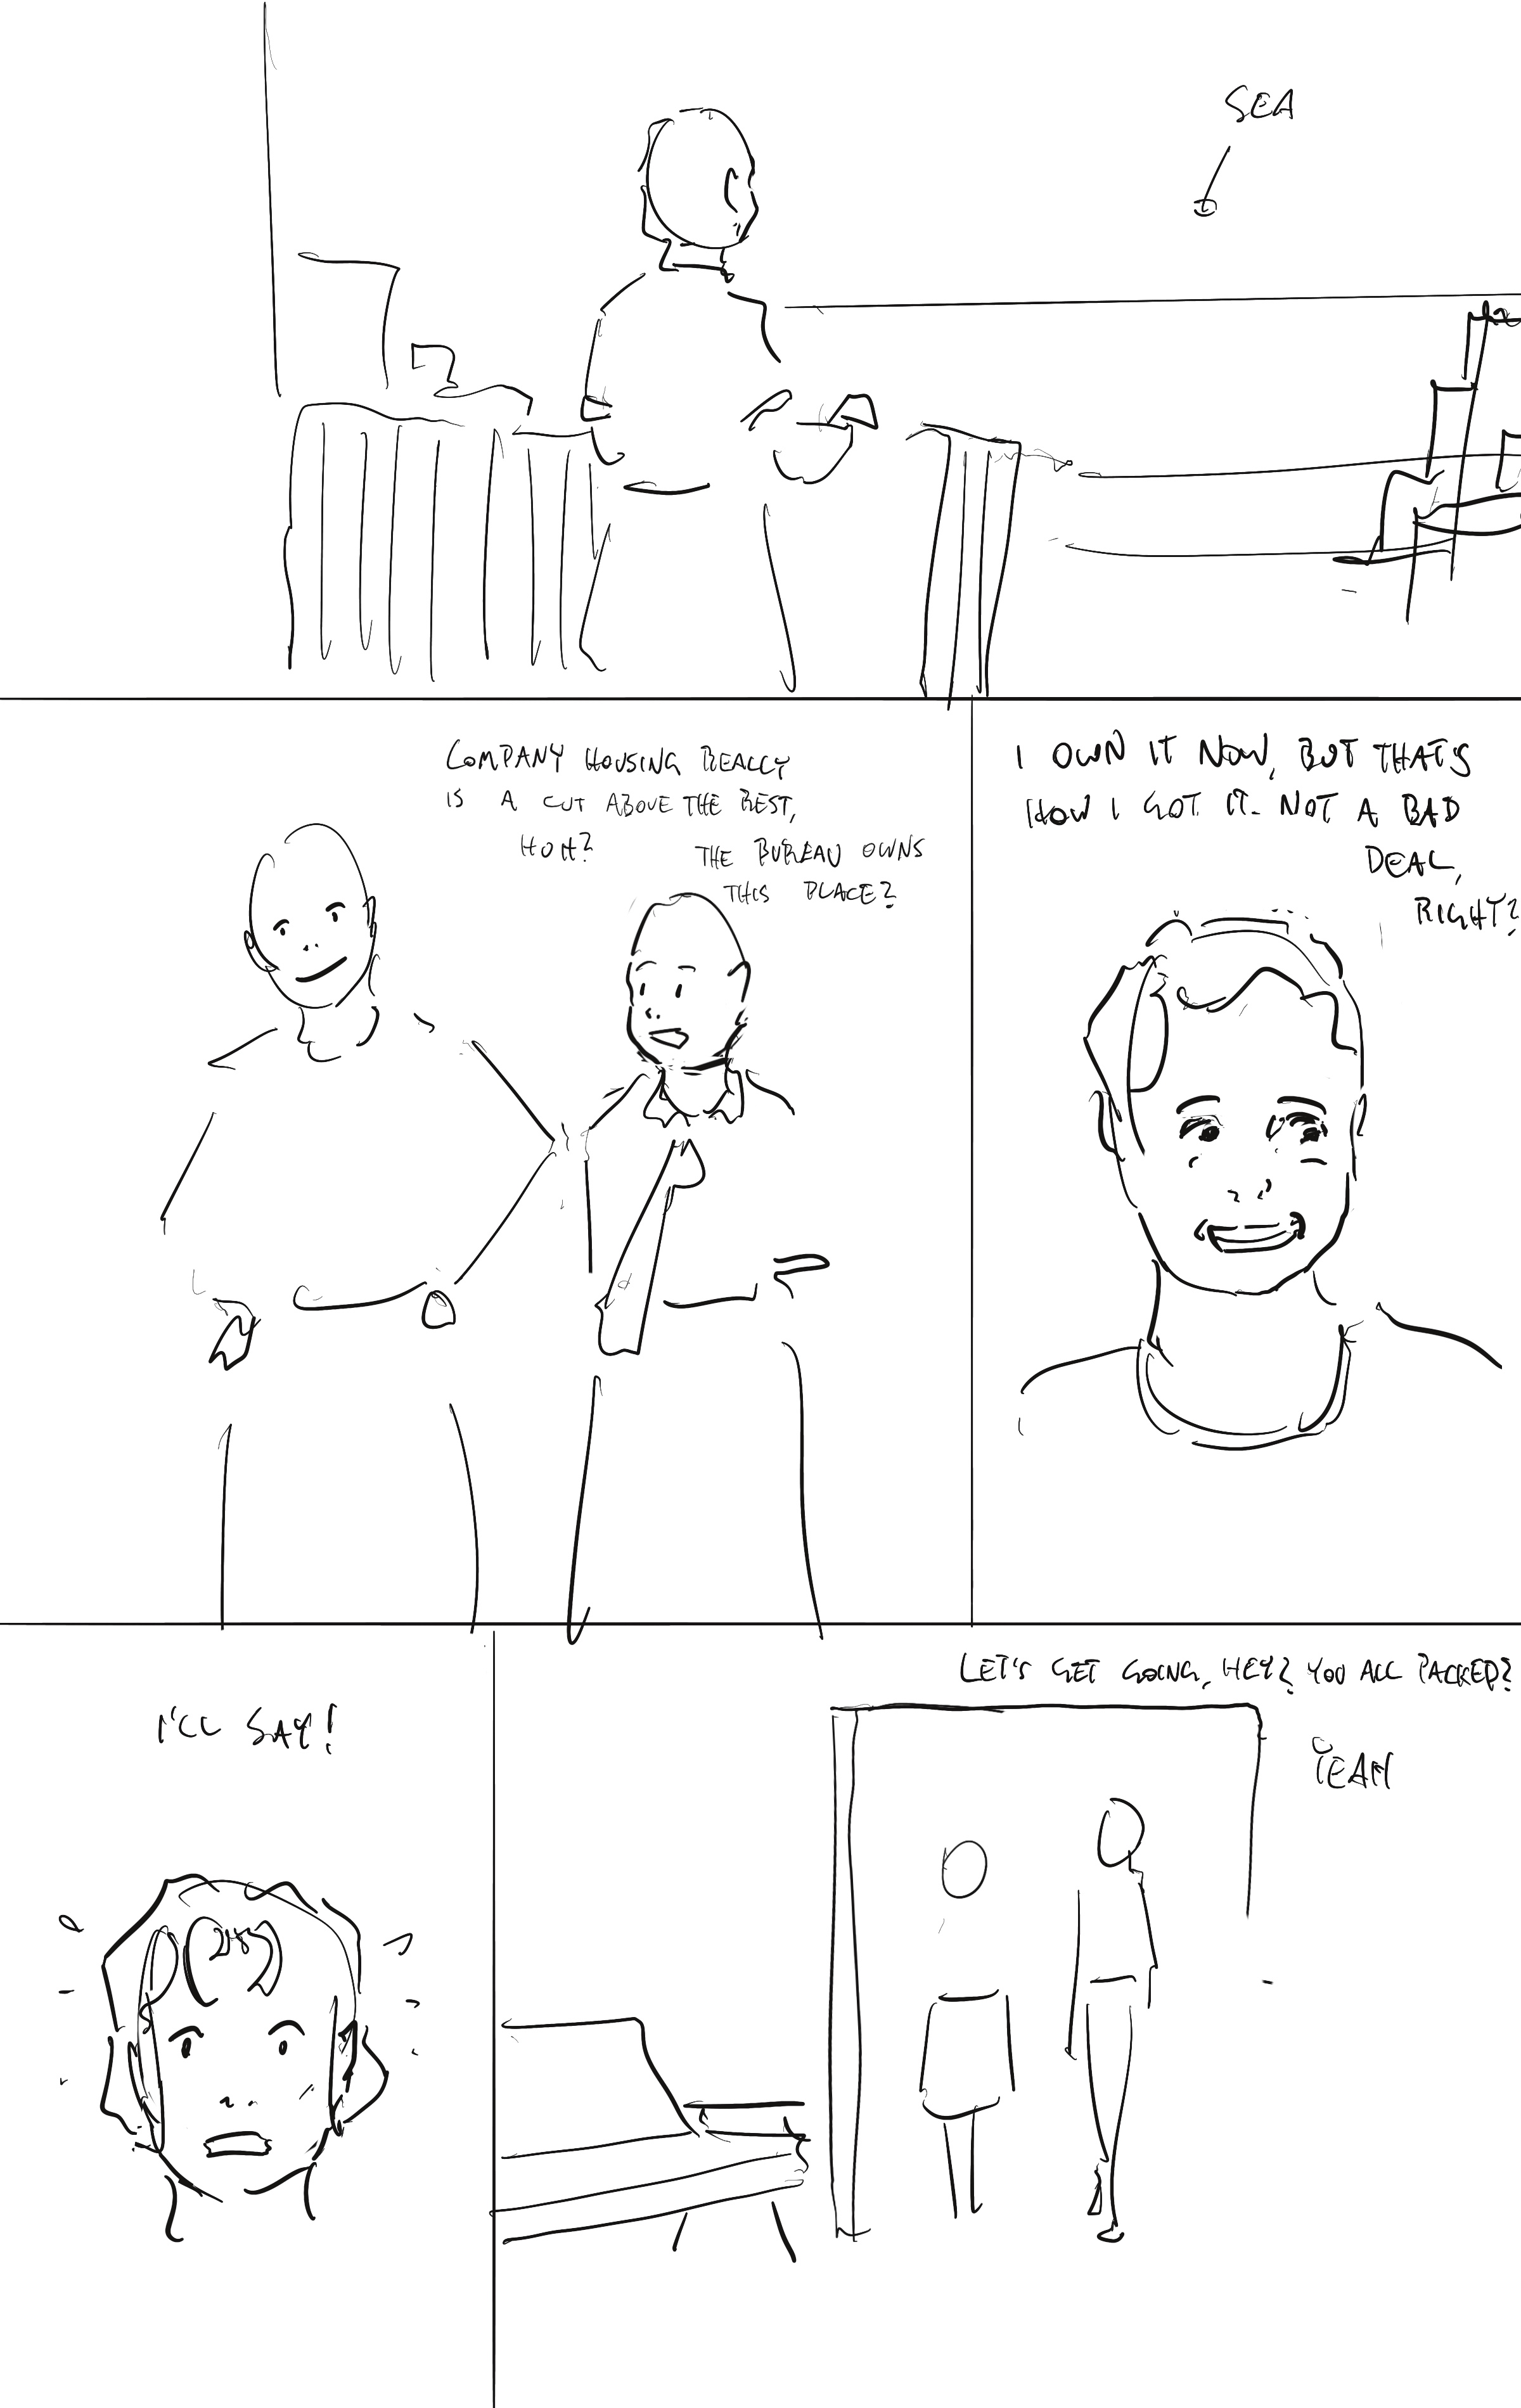 SEA
COMPANY HOUSING REALLY
IS A CUT ABOVE THE REST,
HUH?
THE BUREAU OWNS
THIS PLACE?
I OWN IT NOW, BUT THAT'S
HOW I GOT IT. NOT A BAD
DEAL,
RIGHT?
I'LL SAY!
LET'S GET GOING, HEY? YOU ALL PACKED?
YEAH